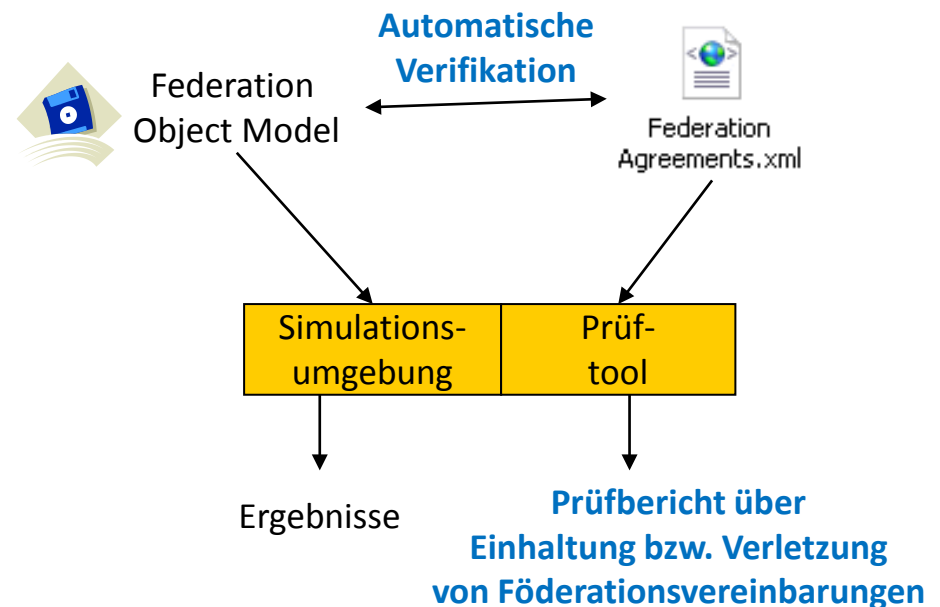 Automatische
Verifikation
Federation
Object Model
Federation
Agreements.xml
Simulations-
umgebung
Prüf-
tool
Ergebnisse
Prüfbericht über
Einhaltung bzw. Verletzung
von Föderationsvereinbarungen